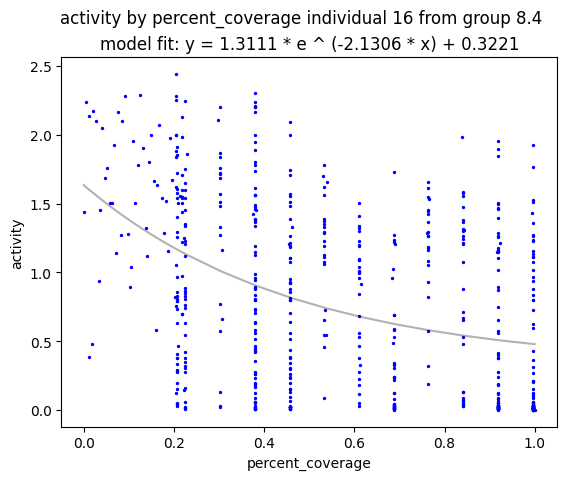 activity by percent_coverage individual 16 from group 8.4
model fit: y = 1.3111 * e ^ (-2.1306 * x) + 0.3221
2.5
2.0
1.5
1.0
0.5
0.0
activity
0.0 0.2 0.4 0.6 0.8 1.0
percent_coverage